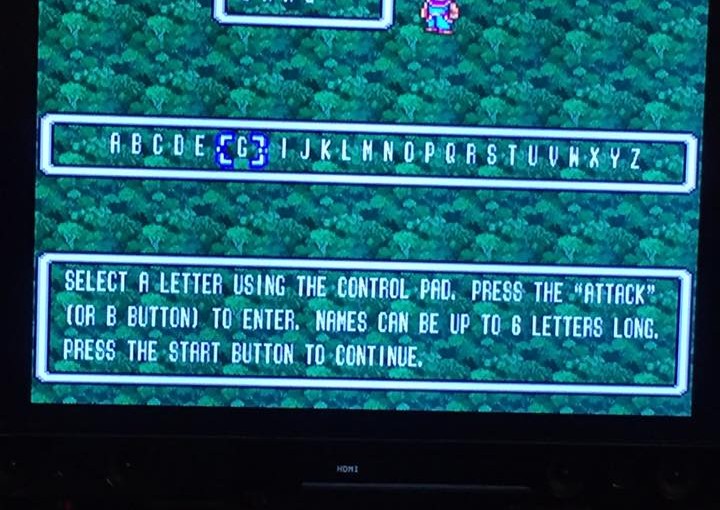 A B C D E G I J K L M N O P Q R S T U V W X Y Z
SELECT A LETTER USING THE CONTROL PAD. PRESS THE "ATTACK"
(OR B BUTTON) TO ENTER. NAMES CAN BE UP TO 6 LETTERS LONG.
PRESS THE START BUTTON TO CONTINUE.
HDMI